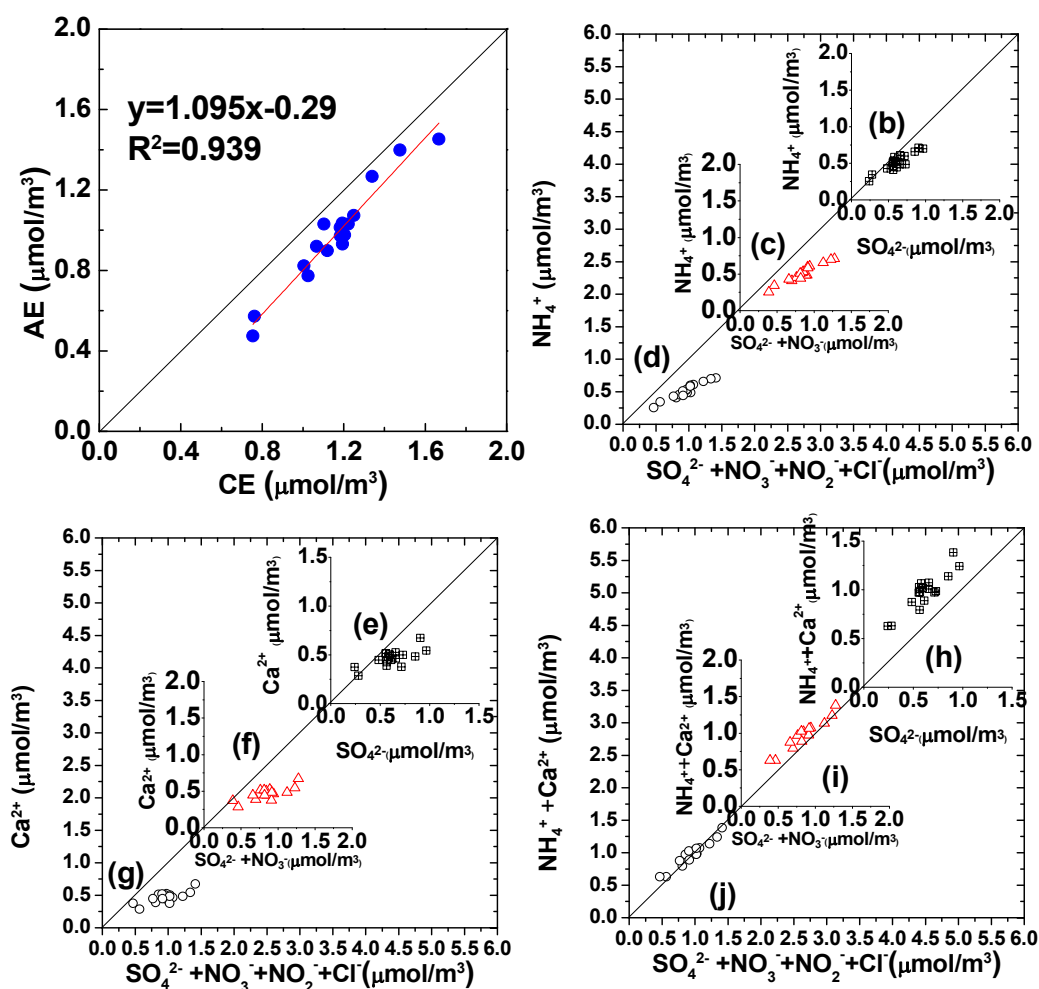 y=1.095x-0.29
R²=0.939
AE (μmol/m³)
2.0
1.6
1.2
0.8
0.4
0.0
0.0 0.4 0.8 1.2 1.6 2.0
CE (μmol/m³)
NH₄⁺ (μmol/m³)
6.0
5.5
5.0
4.5
4.0
3.5
3.0
2.5
2.0
1.5
1.0
0.5
0.0
0.0 0.5 1.0 1.5 2.0 2.5 3.0 3.5 4.0 4.5 5.0 5.5 6.0
SO₄²⁻ +NO₃⁻+NO₂⁻ +Cl⁻(μmol/m³)
(d)
NH₄⁺ (μmol/m³)
2.0
1.5
1.0
0.5
0.0
(b)
0.0 0.5 1.0 1.5 2.0
SO₄²⁻(μmol/m³)
NH₄⁺ (μmol/m³)
2.0
1.5
1.0
0.5
0.0
(c)
0.0 0.5 1.0 1.5 2.0
SO₄²⁻ +NO₃⁻(μmol/m³)
Ca²⁺ (μmol/m³)
6.0
5.5
5.0
4.5
4.0
3.5
3.0
2.5
2.0
1.5
1.0
0.5
0.0
0.0 0.5 1.0 1.5 2.0 2.5 3.0 3.5 4.0 4.5 5.0 5.5 6.0
SO₄²⁻ +NO₃⁻+NO₂⁻+Cl⁻(μmol/m³)
(g)
Ca²⁺ (μmol/m³)
1.5
1.0
0.5
0.0
(e)
0.0 0.5 1.0 1.5
SO₄²⁻(μmol/m³)
Ca²⁺ (μmol/m³)
2.0
1.5
1.0
0.5
0.0
(f)
0.0 0.5 1.0 1.5 2.0
SO₄²⁻ +NO₃⁻(μmol/m³)
NH₄⁺ +Ca²⁺ (μmol/m³)
6.0
5.5
5.0
4.5
4.0
3.5
3.0
2.5
2.0
1.5
1.0
0.5
0.0
0.0 0.5 1.0 1.5 2.0 2.5 3.0 3.5 4.0 4.5 5.0 5.5 6.0
SO₄²⁻ +NO₃⁻+NO₂⁻+Cl⁻(μmol/m³)
(j)
NH₄⁺+Ca²⁺ (μmol/m³)
1.5
1.0
0.5
0.0
(h)
0.0 0.5 1.0 1.5
SO₄²⁻(μmol/m³)
NH₄⁺+Ca²⁺ (μmol/m³)
2.0
1.5
1.0
0.5
0.0
(i)
0.0 0.5 1.0 1.5 2.0
SO₄²⁻ +NO₃⁻(μmol/m³)